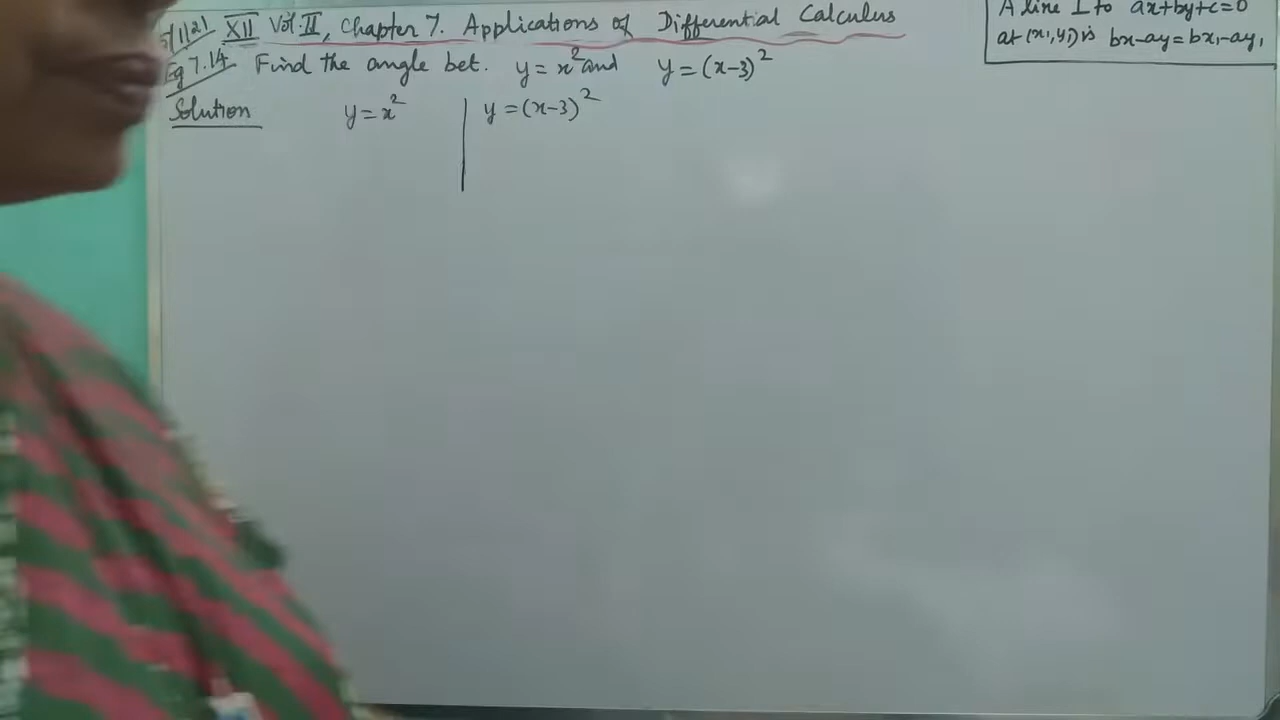 XII Vol. II, Chapter 7. Applications of Differential Calculus
Eg 7.14. Find the angle bet. y = x² and y = (x-3)²
Solution y = x² | y = (x-3)²
A line ⊥ to ax+by+c=0
at (x₁,y₁) is bx-ay=bx₁-ay₁